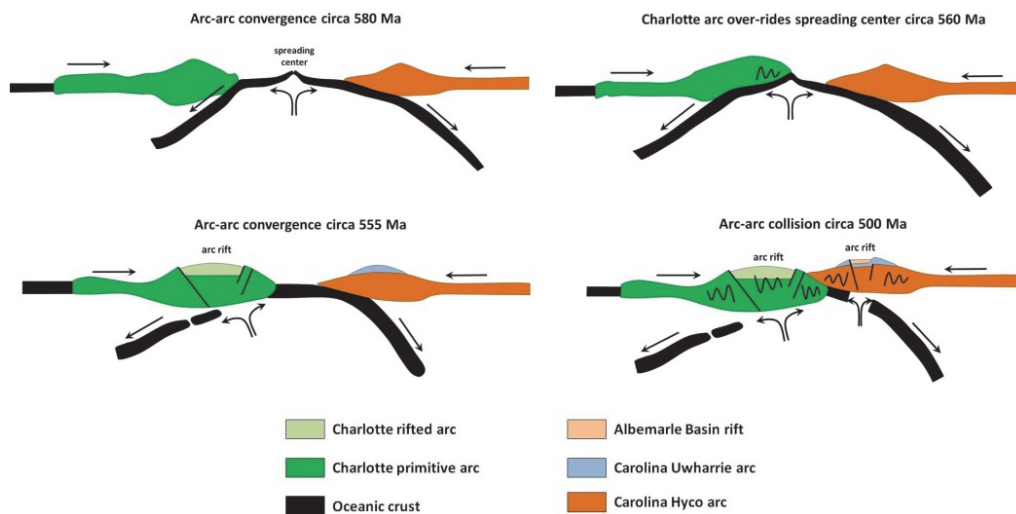 Arc-arc convergence circa 580 Ma
spreading
center
Charlotte arc over-rides spreading center circa 560 Ma
Arc-arc convergence circa 555 Ma
arc rift
Arc-arc collision circa 500 Ma
arc rift
arc rift
Charlotte rifted arc
Charlotte primitive arc
Oceanic crust
Albemarle Basin rift
Carolina Uwharrie arc
Carolina Hyco arc